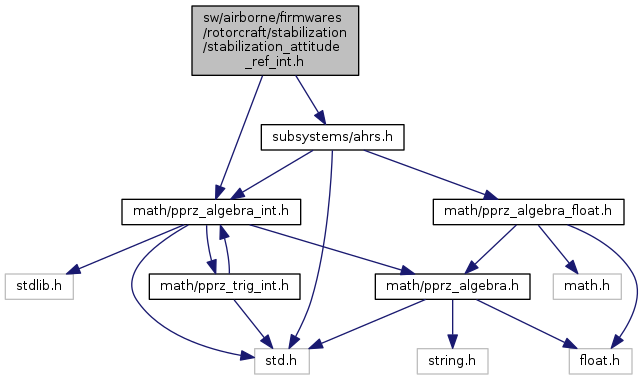 sw/airborne/firmwares
/rotorcraft/stabilization
/stabilization_attitude
_ref_int.h
subsystems/ahrs.h
math/pprz_algebra_int.h
math/pprz_algebra_float.h
stdlib.h
math/pprz_trig_int.h
math/pprz_algebra.h
math.h
std.h
string.h
float.h